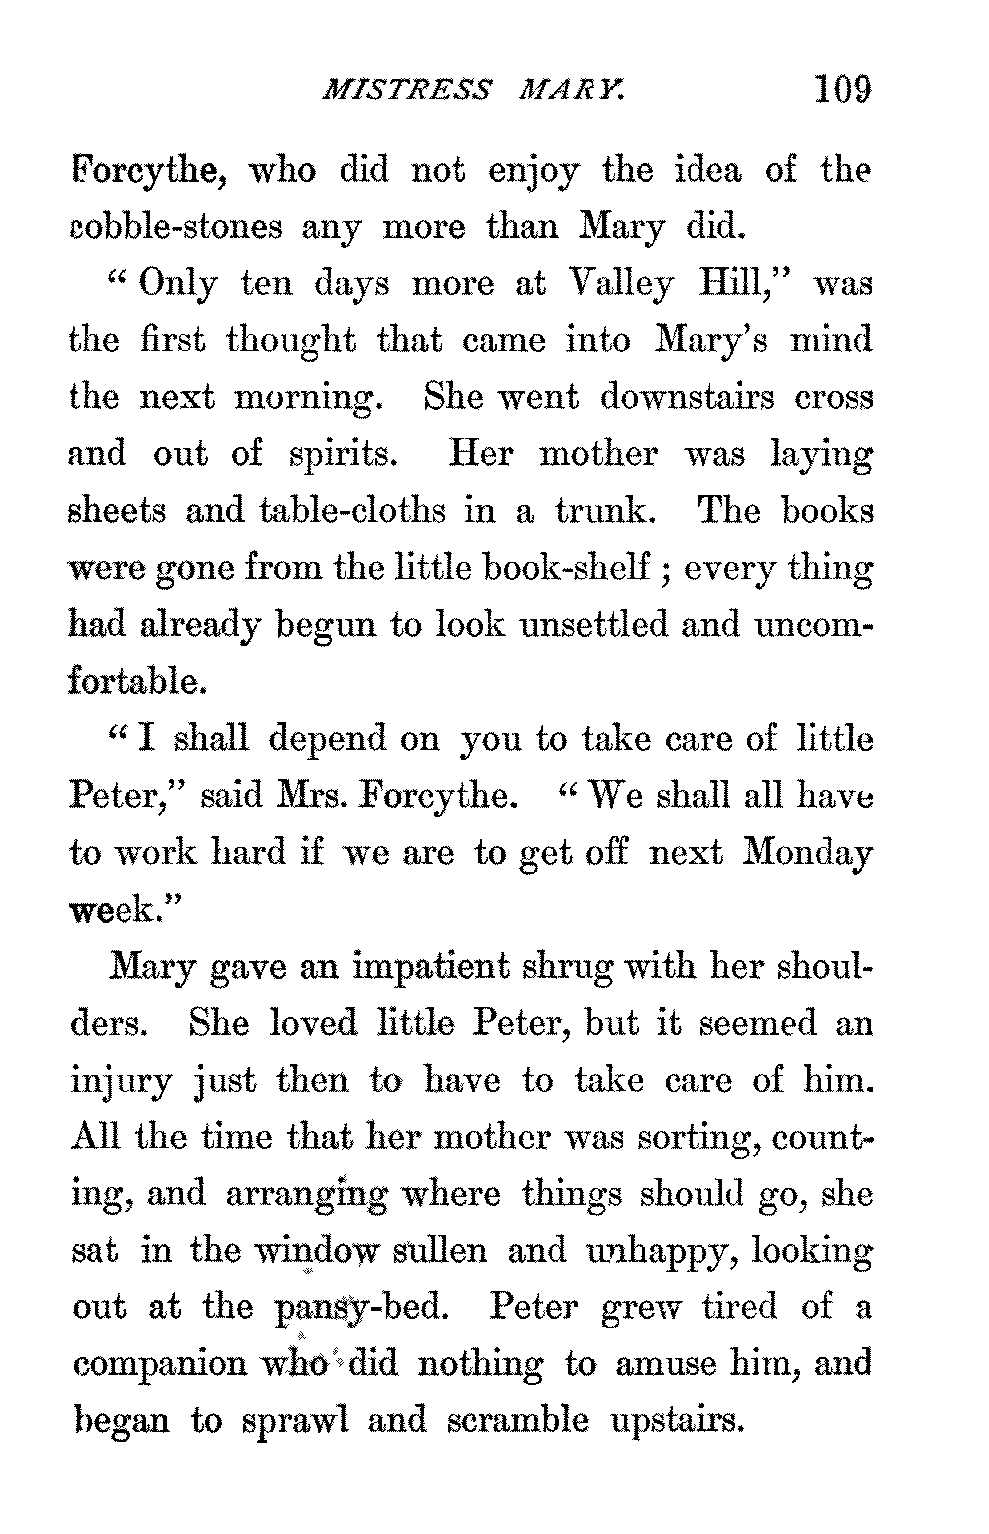 MISTRESS MARY. 109
Forcythe, who did not enjoy the idea of the
cobble-stones any more than Mary did.
“ Only ten days more at Valley Hill,” was
the first thought that came into Mary’s mind
the next morning. She went downstairs cross
and out of spirits. Her mother was laying
sheets and table-cloths in a trunk. The books
were gone from the little book-shelf ; every thing
had already begun to look unsettled and uncom-
fortable.
“ I shall depend on you to take care of little
Peter,” said Mrs. Forcythe. “ We shall all have
to work hard if we are to get off next Monday
week.”
Mary gave an impatient shrug with her shoul-
ders. She loved little Peter, but it seemed an
injury just then to have to take care of him.
All the time that her mother was sorting, count-
ing, and arranging where things should go, she
sat in the window sullen and unhappy, looking
out at the pansy-bed. Peter grew tired of a
companion who did nothing to amuse him, and
began to sprawl and scramble upstairs.